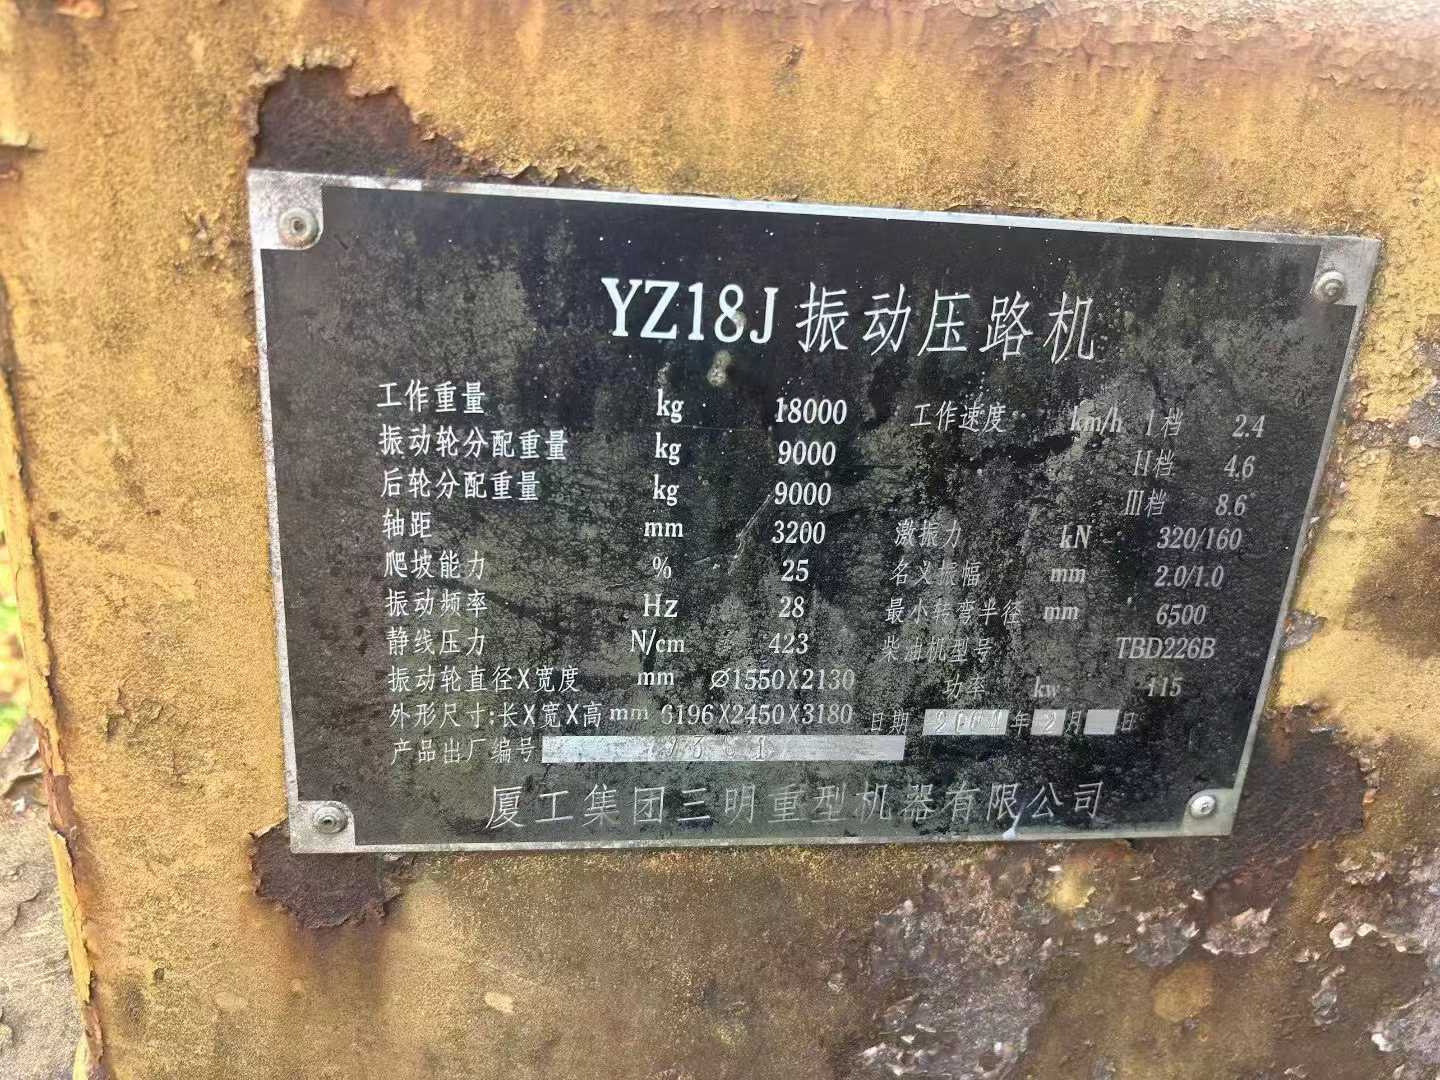 YZ18J 振动压路机
工作重量 kg 18000
振动轮分配重量 kg 9000
后轮分配重量 kg 9000
轴距 mm 3200
爬坡能力 % 25
振动频率 Hz 28
静线压力 N/cm 423
振动轮直径X宽度 mm Ø1550X2130
外形尺寸:长X宽X高 mm 6196X2450X3180
产品出厂编号
工作速度 km/h I档 2.4
II档 4.6
III档 8.6
激振力 kN 320/160
名义振幅 mm 2.0/1.0
最小转弯半径 mm 6500
柴油机型号 TBD226B
功率 kw 115
日期 年 2月 日
厦工集团三明重型机器有限公司